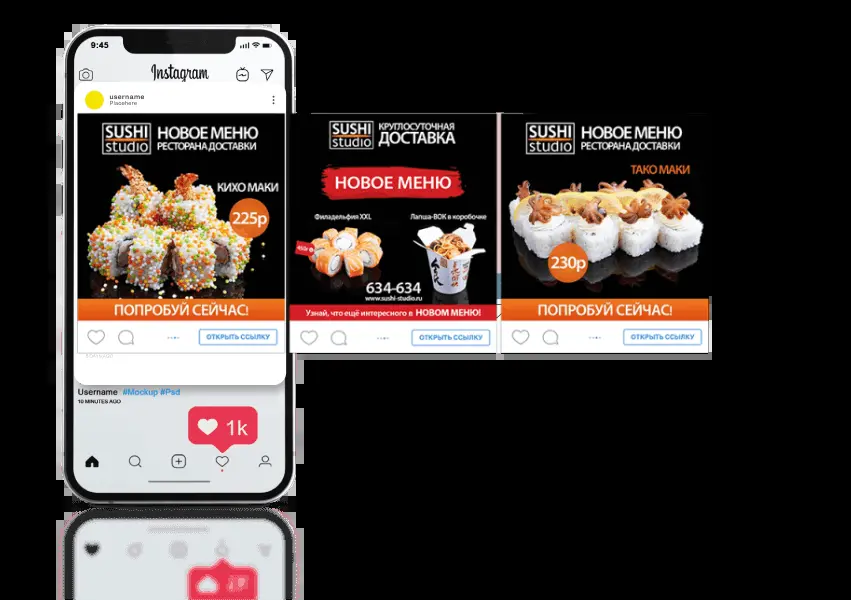 9:45
Instagram
username
Placehere
SUSHI
studio
НОВОЕ МЕНЮ
РЕСТОРАНА ДОСТАВКИ
КИХО МАКИ
225р
ПОПРОБУЙ СЕЙЧАС!
ОТКРЫТЬ ССЫЛКУ
SUSHI
studio
КРУГЛОСУТОЧНАЯ
ДОСТАВКА
НОВОЕ МЕНЮ
Филадельфия XXL
Лапша-ВОК в коробочке
450г
634-634
www.sushi-studio.ru
Узнай, что ещё интересного в НОВОМ МЕНЮ!
ОТКРЫТЬ ССЫЛКУ
SUSHI
studio
НОВОЕ МЕНЮ
РЕСТОРАНА ДОСТАВКИ
ТАКО МАКИ
230р
ПОПРОБУЙ СЕЙЧАС!
ОТКРЫТЬ ССЫЛКУ
Username #Mockup #Psd
10 MINUTES AGO
1k